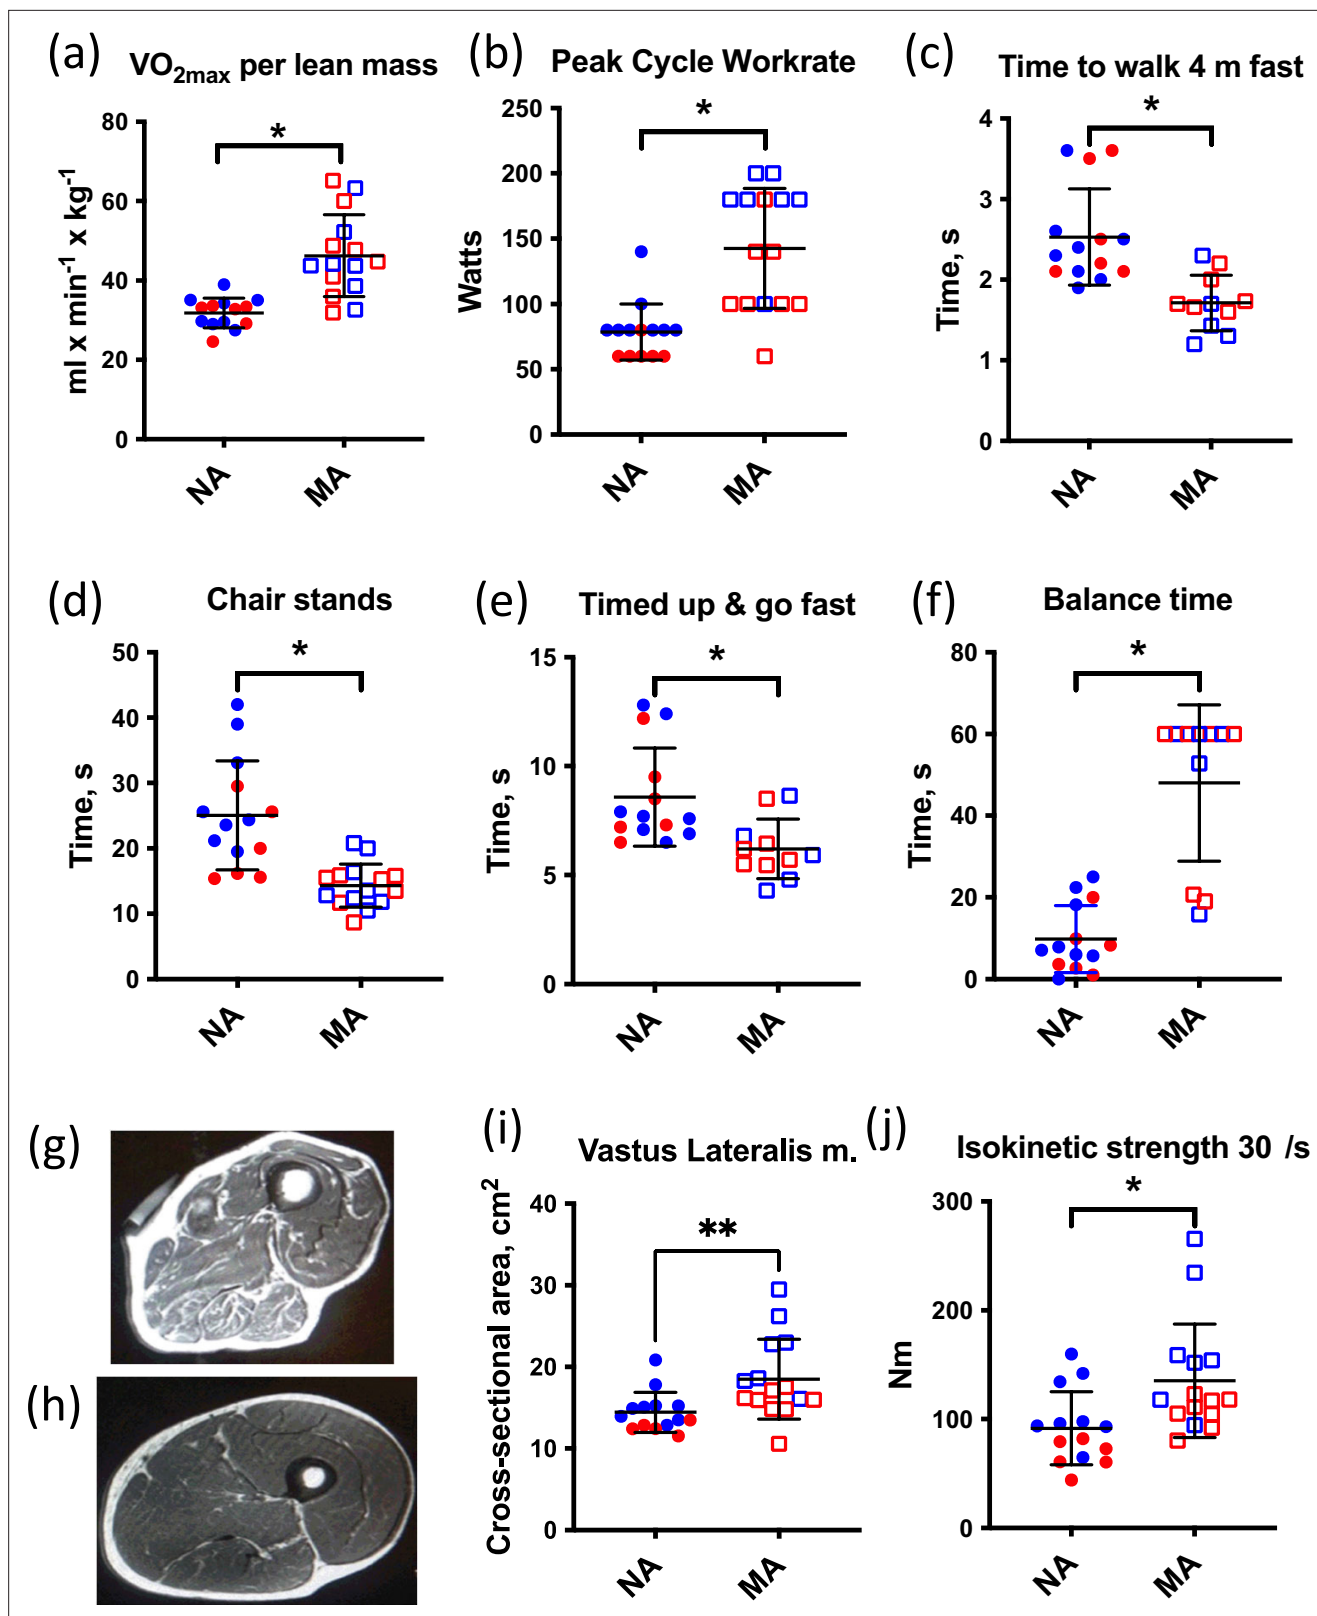 (a) VO2max per lean mass
ml x min-1 x kg-1
80
60
40
20
0
*
NA MA
(b) Peak Cycle Workrate
Watts
250
200
150
100
50
0
*
NA MA
(c) Time to walk 4 m fast
Time, s
4
3
2
1
0
*
NA MA
(d) Chair stands
Time, s
50
40
30
20
10
0
*
NA MA
(e) Timed up & go fast
Time, s
15
10
5
0
*
NA MA
(f) Balance time
Time, s
80
60
40
20
0
*
NA MA
(g)
(h)
(i) Vastus Lateralis m.
Cross-sectional area, cm2
40
30
20
10
0
**
NA MA
(j) Isokinetic strength 30 /s
Nm
300
200
100
0
*
NA MA